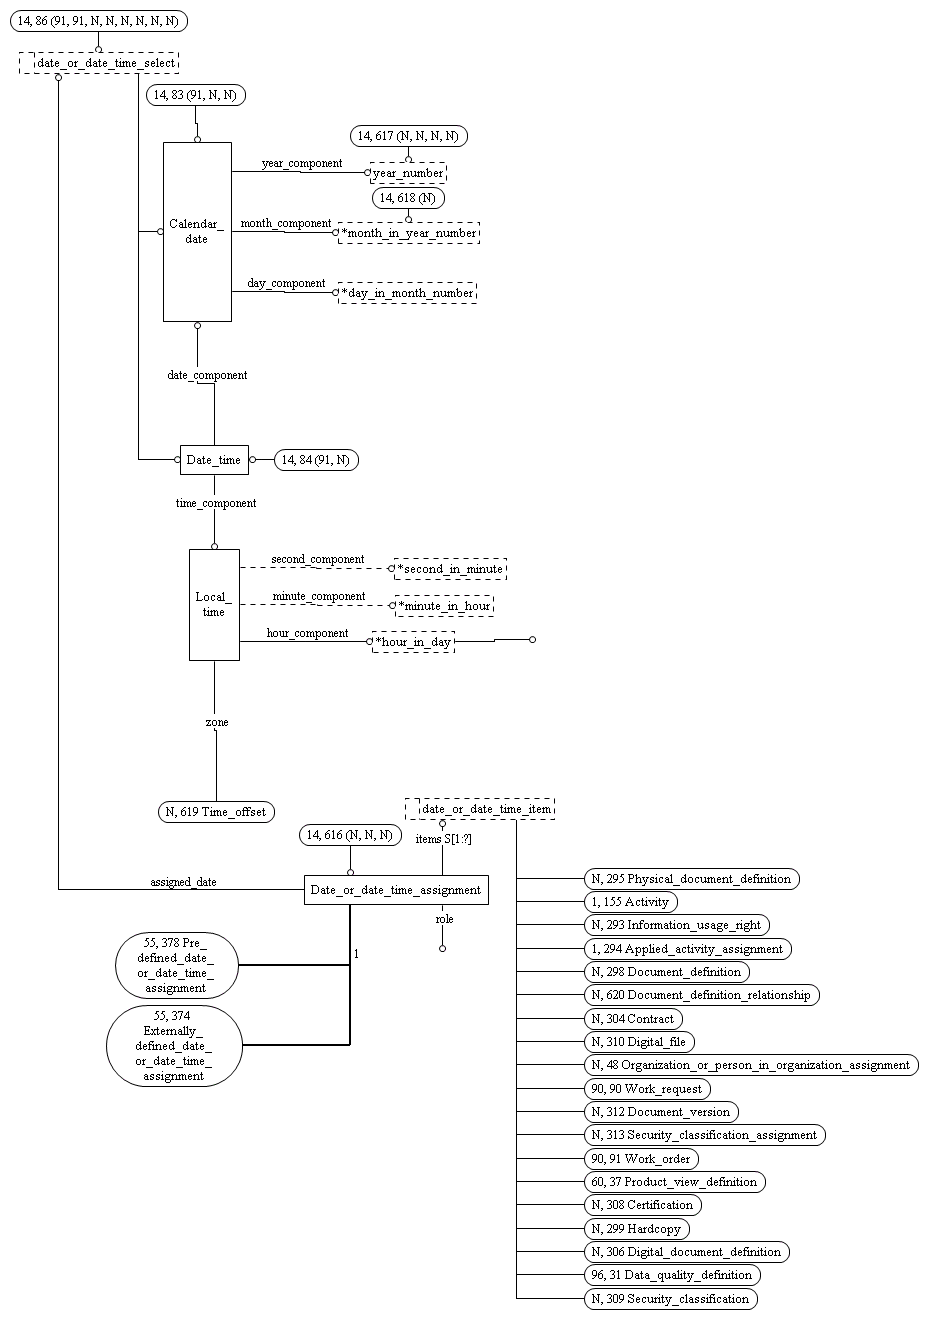 14, 86 (91, 91, N, N, N, N, N, N)
date_or_date_time_select
14, 83 (91, N, N)
14, 617 (N, N, N, N)
year_component
year_number
14, 618 (N)
Calendar_
date
month_component
*month_in_year_number
day_component
*day_in_month_number
date_component
Date_time
14, 84 (91, N)
time_component
second_component
*second_in_minute
Local_
time
minute_component
*minute_in_hour
hour_component
*hour_in_day
zone
N, 619 Time_offset
date_or_date_time_item
14, 616 (N, N, N)
items S[1:?]
assigned_date
Date_or_date_time_assignment
role
1
55, 378 Pre_
defined_date_
or_date_time_
assignment
55, 374
Externally_
defined_date_
or_date_time_
assignment
N, 295 Physical_document_definition
1, 155 Activity
N, 293 Information_usage_right
1, 294 Applied_activity_assignment
N, 298 Document_definition
N, 620 Document_definition_relationship
N, 304 Contract
N, 310 Digital_file
N, 48 Organization_or_person_in_organization_assignment
90, 90 Work_request
N, 312 Document_version
N, 313 Security_classification_assignment
90, 91 Work_order
60, 37 Product_view_definition
N, 308 Certification
N, 299 Hardcopy
N, 306 Digital_document_definition
96, 31 Data_quality_definition
N, 309 Security_classification